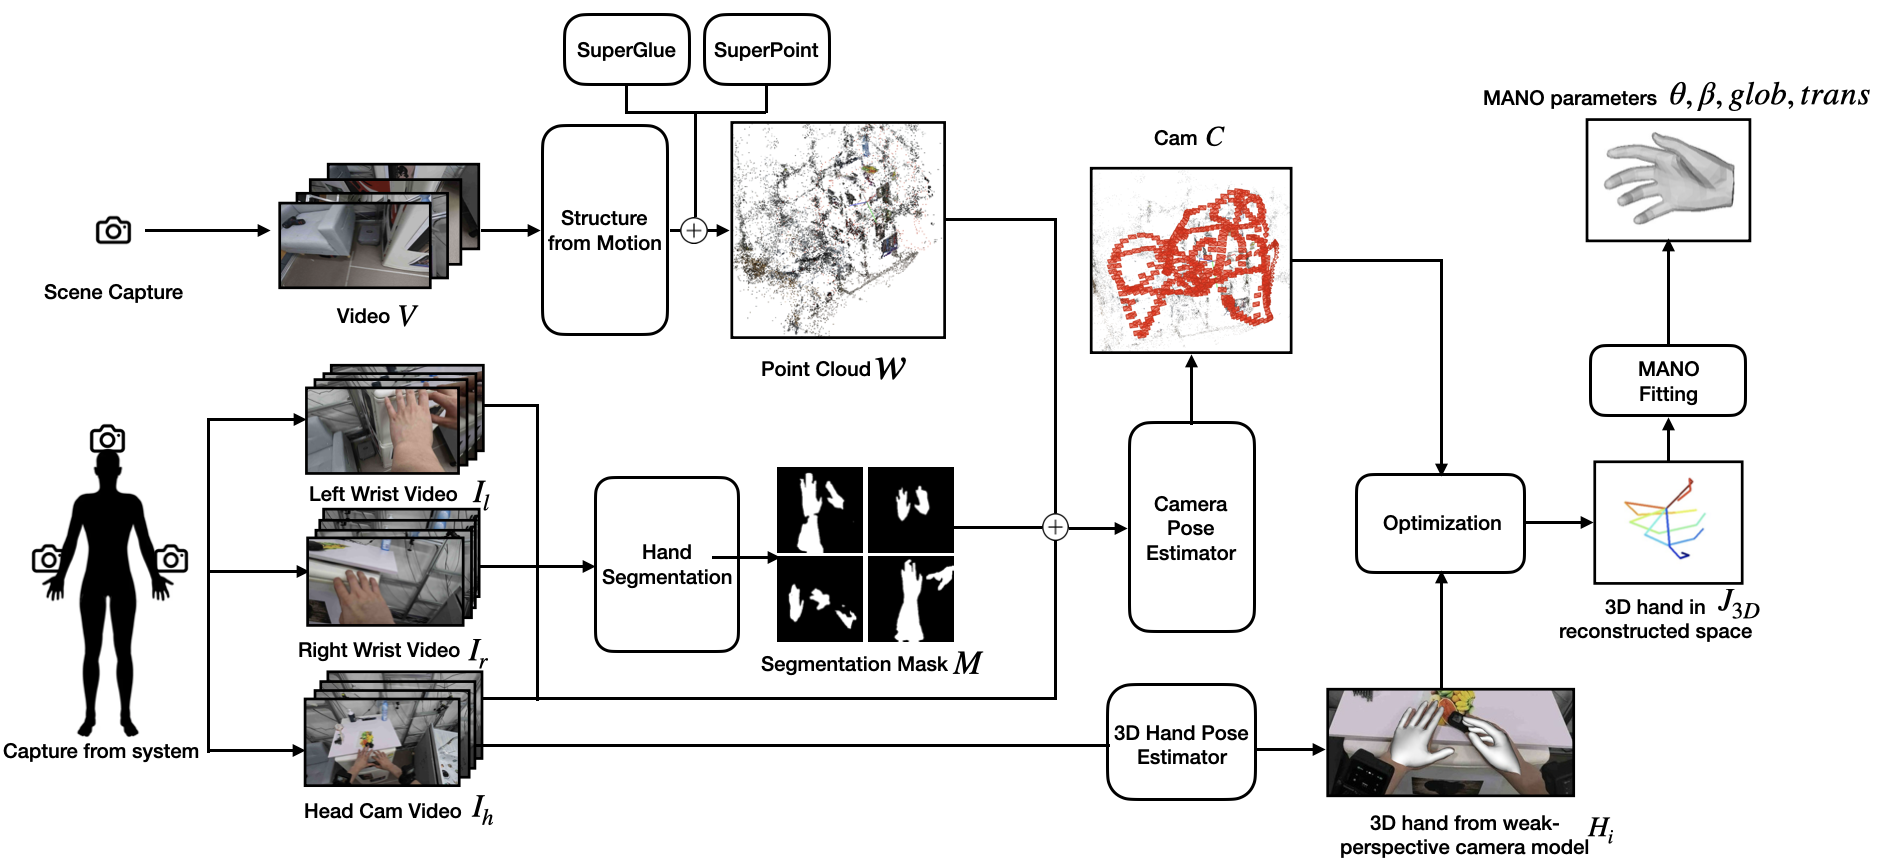 SuperGlue
SuperPoint
MANO parameters θ, β, glob, trans
Cam C
Structure
from Motion
Scene Capture
Video V
Point Cloud W
MANO
Fitting
Left Wrist Video I_l
Hand
Segmentation
Camera
Pose
Estimator
Optimization
3D hand in J_{3D}
reconstructed space
Right Wrist Video I_r
Segmentation Mask M
Capture from system
3D Hand Pose
Estimator
Head Cam Video I_h
3D hand from weak-
perspective camera model H_i